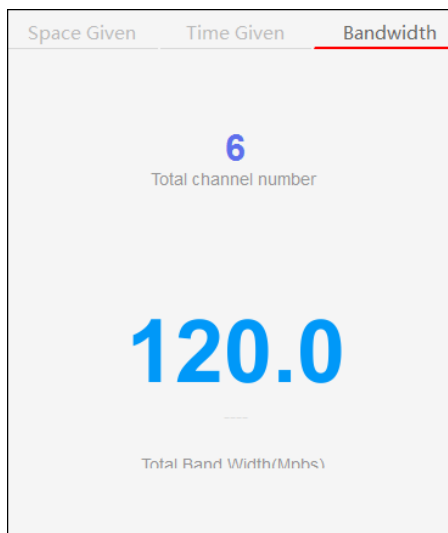 Space Given Time Given Bandwidth
6
Total channel number
120.0
----
Total Band Width(Mpbs)